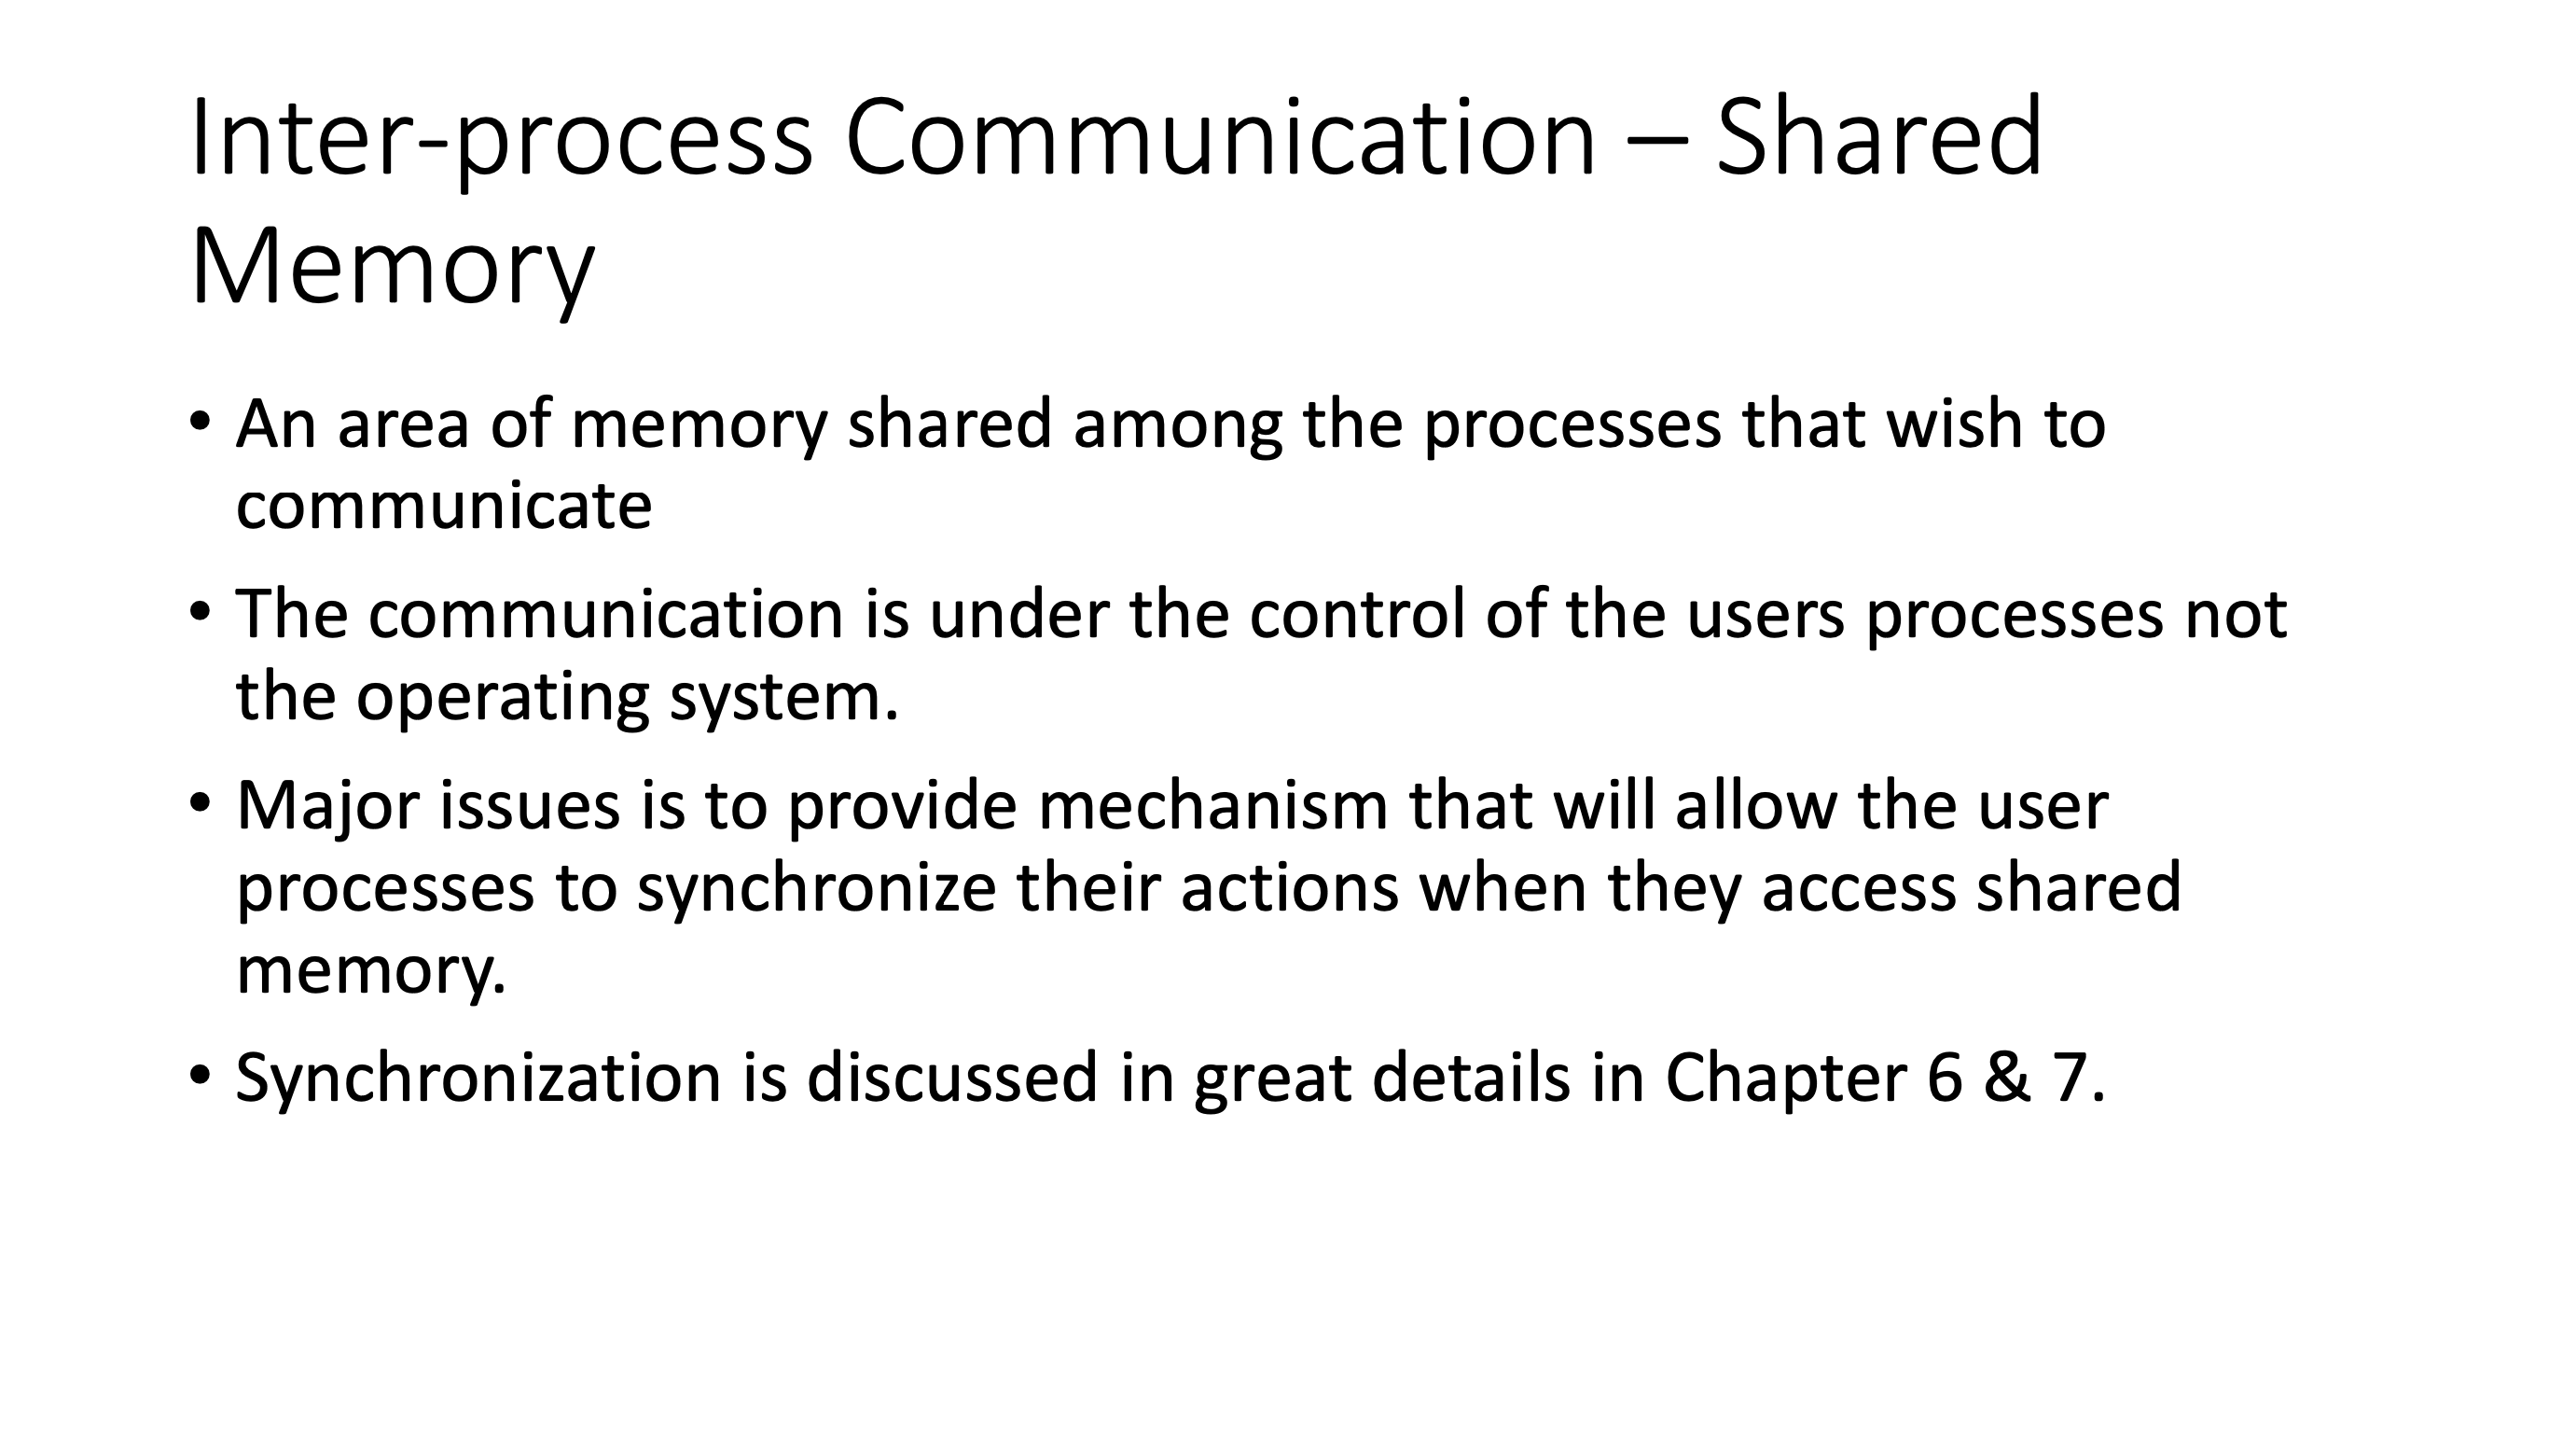 Inter-process Communication – Shared
Memory
• An area of memory shared among the processes that wish to
communicate
• The communication is under the control of the users processes not
the operating system.
• Major issues is to provide mechanism that will allow the user
processes to synchronize their actions when they access shared
memory.
• Synchronization is discussed in great details in Chapter 6 & 7.